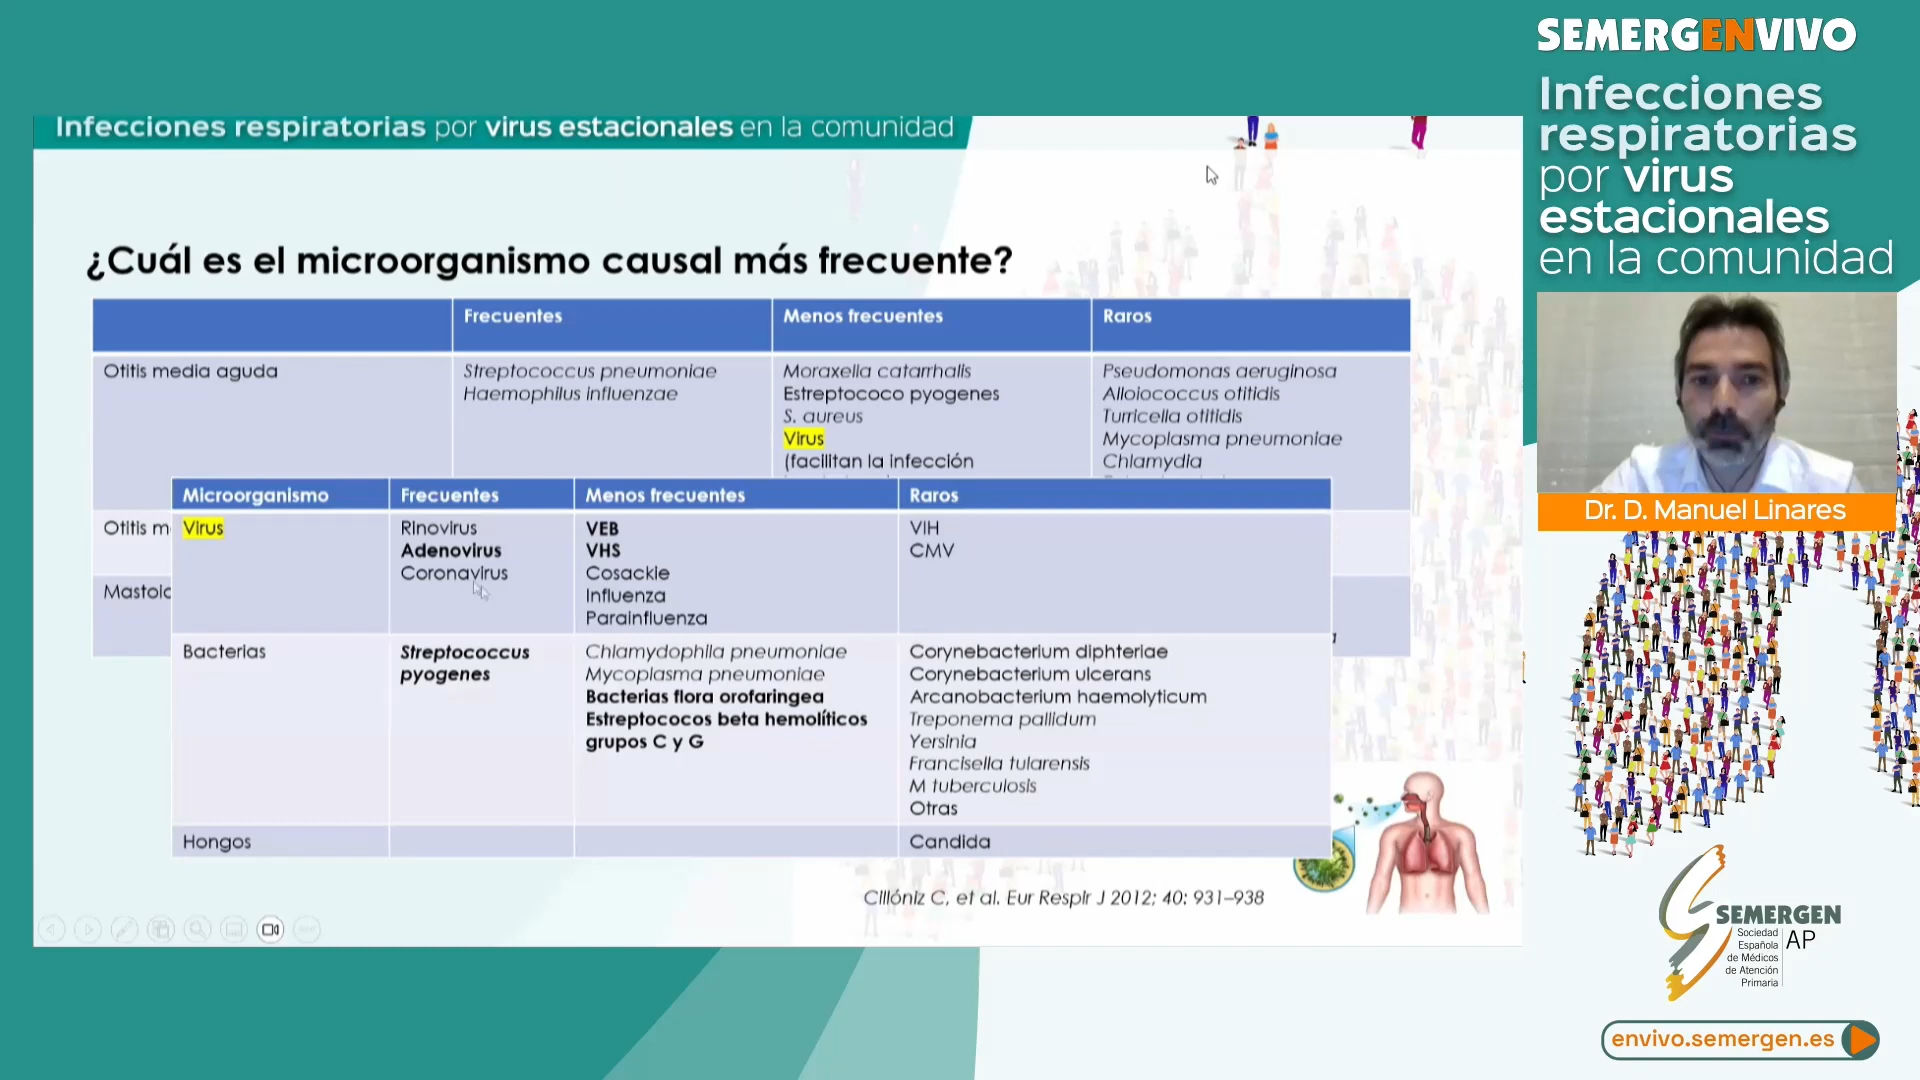 Infecciones respiratorias por virus estacionales en la comunidad
¿Cuál es el microorganismo causal más frecuente?
Frecuentes
Menos frecuentes
Raros
Otitis media aguda
Streptococcus pneumoniae
Haemophilus influenzae
Moraxella catarrhalis
Estreptococo pyogenes
S. aureus
Virus
(facilitan la infección
Pseudomonas aeruginosa
Alloiococcus otitidis
Turricella otitidis
Mycoplasma pneumoniae
Chlamydia
Otitis m
Mastoid
Microorganismo
Frecuentes
Menos frecuentes
Raros
Virus
Rinovirus
Adenovirus
Coronavirus
VEB
VHS
Cosackie
Influenza
Parainfluenza
VIH
CMV
Bacterias
Streptococcus
pyogenes
Chlamydophila pneumoniae
Mycoplasma pneumoniae
Bacterias flora orofaringea
Estreptococos beta hemolíticos
grupos C y G
Corynebacterium diphteriae
Corynebacterium ulcerans
Arcanobacterium haemolyticum
Treponema pallidum
Yersinia
Francisella tularensis
M tuberculosis
Otras
Hongos
Candida
Cillóniz C, et al. Eur Respir J 2012; 40: 931–938
SEMERGENVIVO
Infecciones
respiratorias
por virus
estacionales
en la comunidad
Dr. D. Manuel Linares
SEMERGEN
Sociedad
Española
de Médicos
de Atención
Primaria
AP
envivo.semergen.es